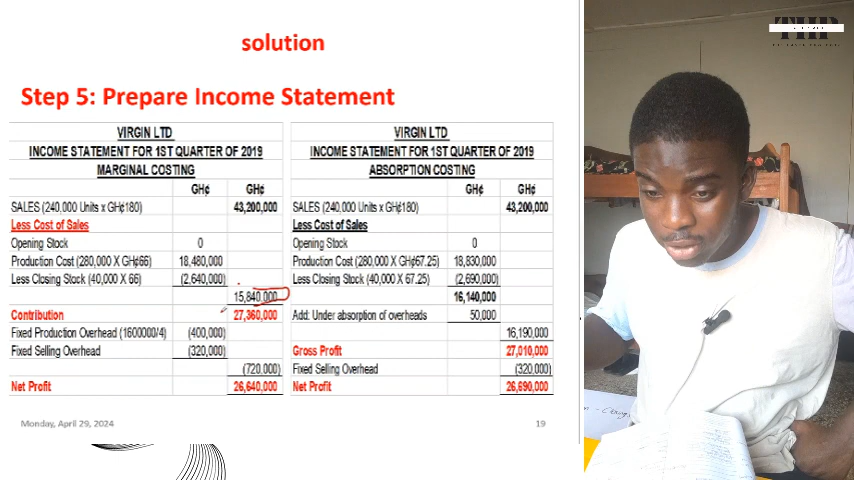 solution
Step 5: Prepare Income Statement
VIRGIN LTD
INCOME STATEMENT FOR 1ST QUARTER OF 2019
MARGINAL COSTING
GH¢ GH¢
SALES (240,000 Units x GH¢180) 43,200,000
Less Cost of Sales
Opening Stock 0
Production Cost (280,000 X GH¢66) 18,480,000
Less Closing Stock (40,000 X 66) (2,640,000)
15,840,000
Contribution 27,360,000
Fixed Production Overhead (1600000/4) (400,000)
Fixed Selling Overhead (320,000)
(720,000)
Net Profit 26,640,000
VIRGIN LTD
INCOME STATEMENT FOR 1ST QUARTER OF 2019
ABSORPTION COSTING
GH¢ GH¢
SALES (240,000 Units x GH¢180) 43,200,000
Less Cost of Sales
Opening Stock 0
Production Cost (280,000 X GH¢67.25) 18,830,000
Less Closing Stock (40,000 X 67.25) (2,690,000)
16,140,000
Add: Under absorption of overheads 50,000
16,190,000
Gross Profit 27,010,000
Fixed Selling Overhead (320,000)
Net Profit 26,690,000
Monday, April 29, 2024
19